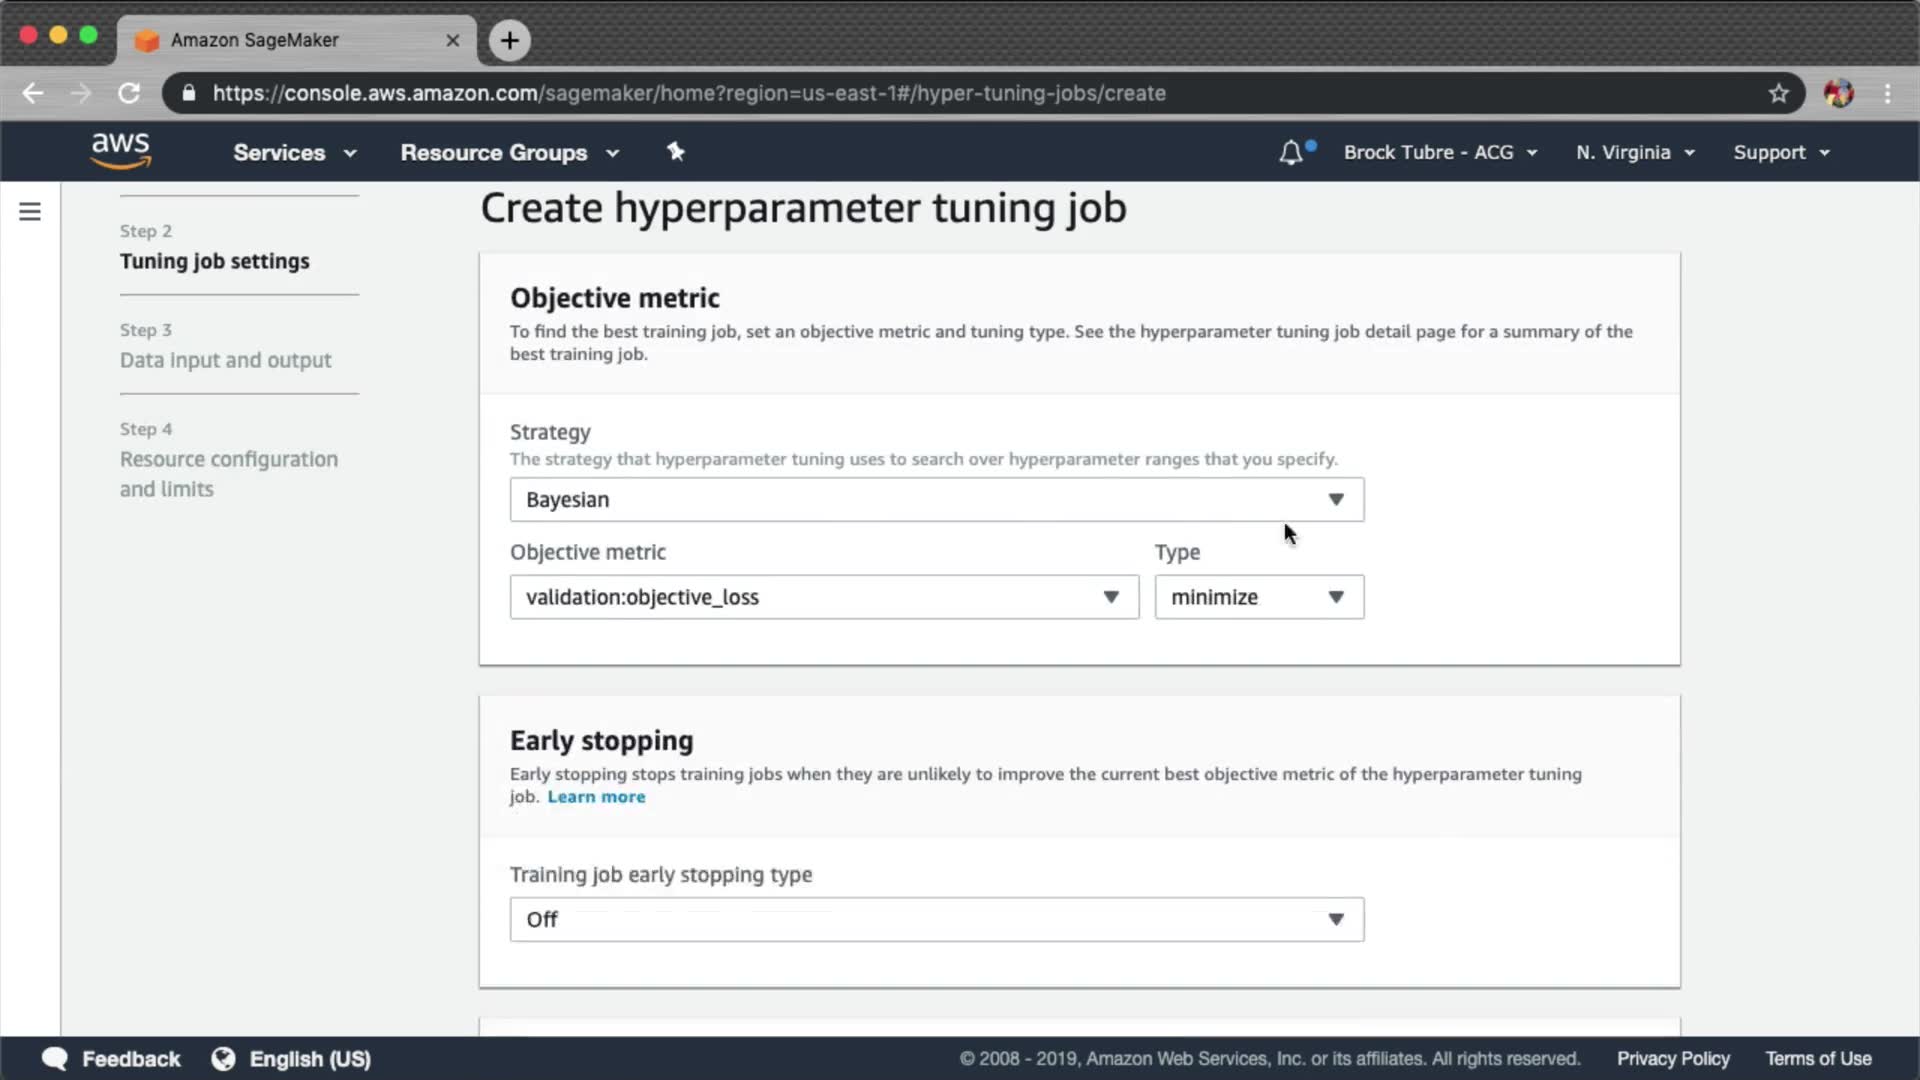 Amazon SageMaker
https://console.aws.amazon.com/sagemaker/home?region=us-east-1#/hyper-tuning-jobs/create
aws
Services
Resource Groups
Brock Tubre - ACG
N. Virginia
Support
Step 2
Tuning job settings
Step 3
Data input and output
Step 4
Resource configuration
and limits
Create hyperparameter tuning job
Objective metric
To find the best training job, set an objective metric and tuning type. See the hyperparameter tuning job detail page for a summary of the
best training job.
Strategy
The strategy that hyperparameter tuning uses to search over hyperparameter ranges that you specify.
Bayesian
Objective metric
Type
validation:objective_loss
minimize
Early stopping
Early stopping stops training jobs when they are unlikely to improve the current best objective metric of the hyperparameter tuning
job. Learn more
Training job early stopping type
Off
Feedback
English (US)
© 2008 - 2019, Amazon Web Services, Inc. or its affiliates. All rights reserved.
Privacy Policy
Terms of Use